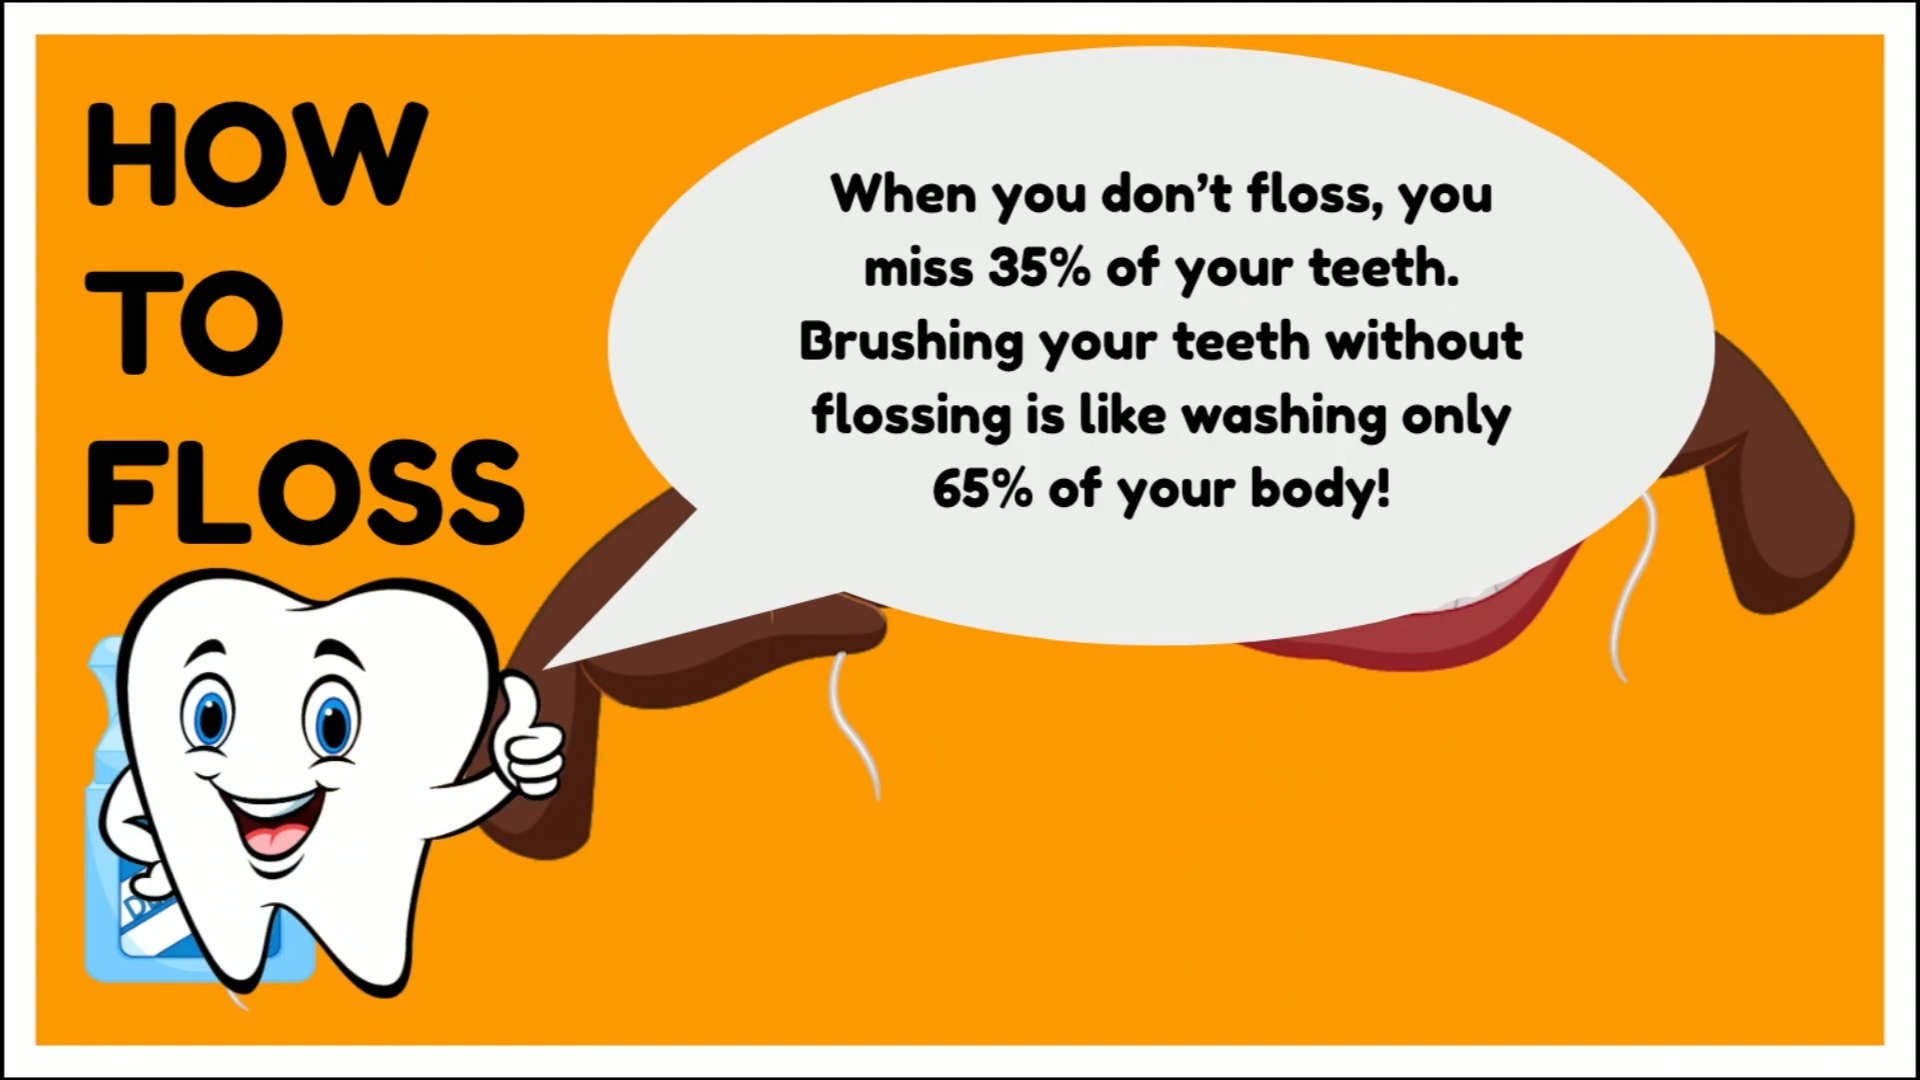 HOW
TO
FLOSS
When you don’t floss, you
miss 35% of your teeth.
Brushing your teeth without
flossing is like washing only
65% of your body!